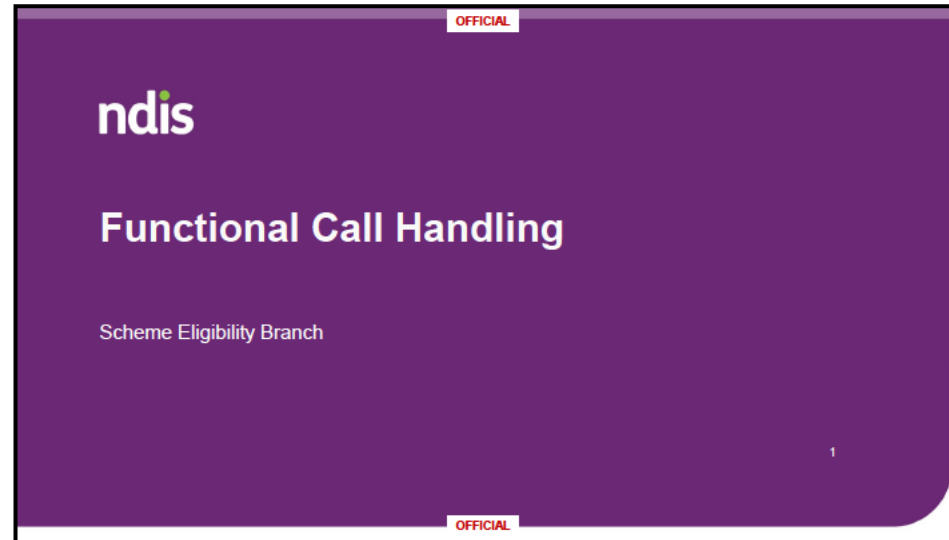 OFFICIAL
ndis
Functional Call Handling
Scheme Eligibility Branch
1
OFFICIAL